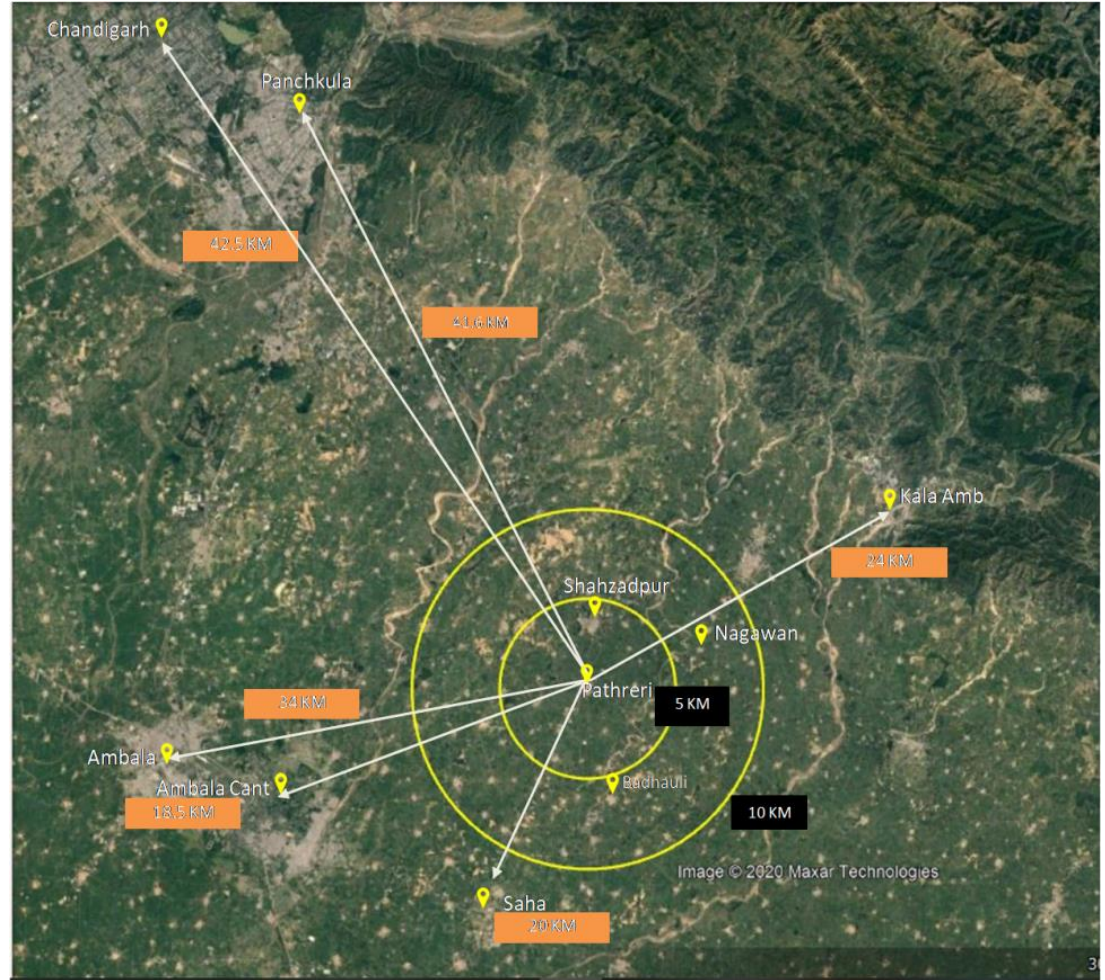 Chandigarh
Panchkula
42.5 KM
41.6 KM
Kala Amb
24 KM
Shahzadpur
Nagawan
Pathreri
5 KM
34 KM
Ambala
Ambala Cant
Badhauli
18.5 KM
10 KM
Image © 2020 Maxar Technologies
Saha
20 KM